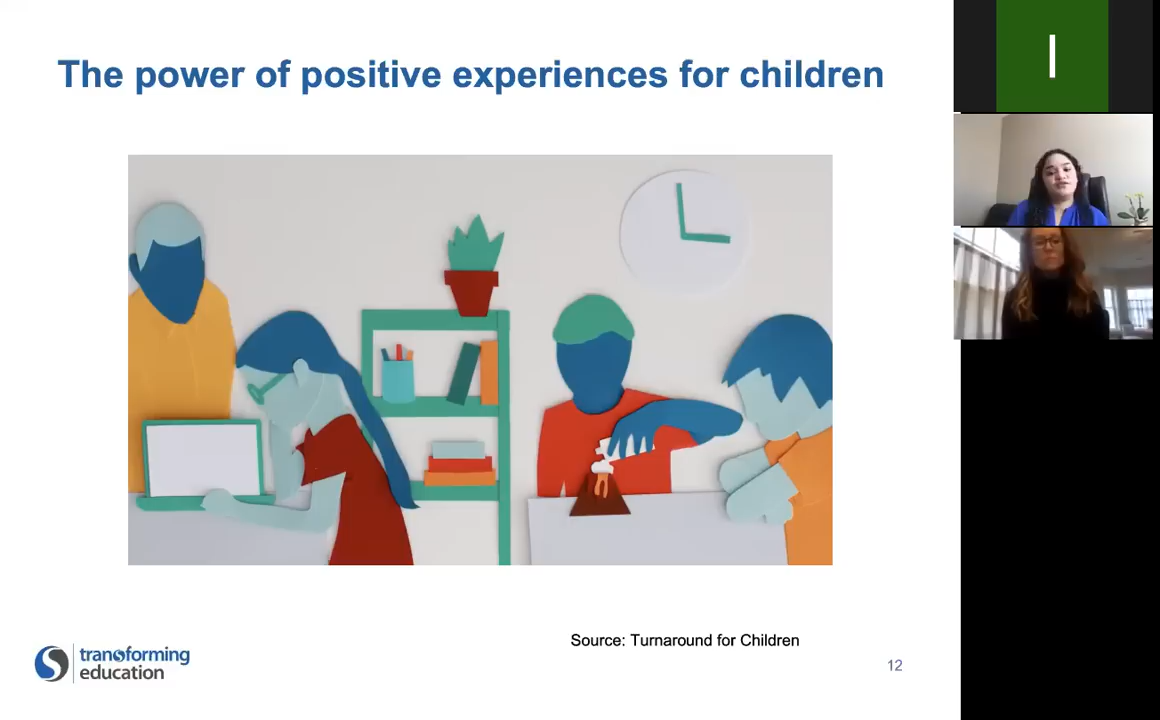 The power of positive experiences for children
I
Source: Turnaround for Children
transforming
education
12